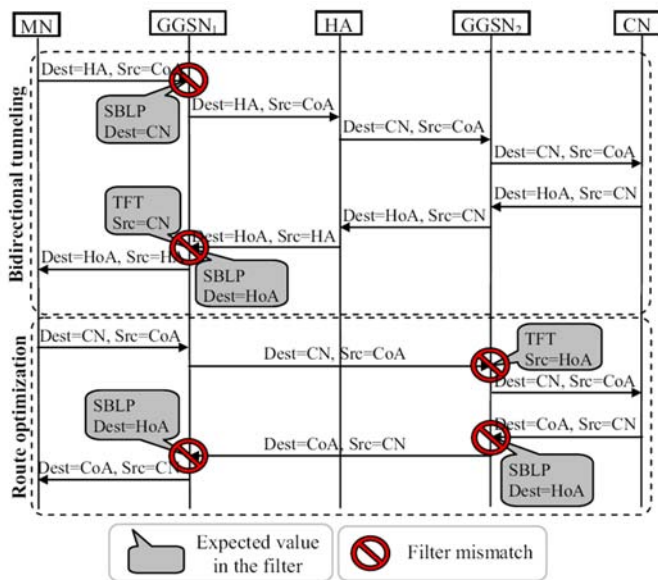 MN GGSN1 HA GGSN2 CN
Bidirectional tunneling
Dest=HA, Src=CoA
SBLP
Dest=CN
Dest=HA, Src=CoA
Dest=CN, Src=CoA
Dest=CN, Src=CoA
Dest=HoA, Src=CN
Dest=HoA, Src=CN
TFT
Src=CN
Dest=HoA, Src=HA
Dest=HoA, Src=HA
SBLP
Dest=HoA
Route optimization
Dest=CN, Src=CoA
Dest=CN, Src=CoA
TFT
Src=HoA
Dest=CN, Src=CoA
SBLP
Dest=HoA
Dest=CoA, Src=CN
Dest=CoA, Src=CN
Dest=CoA, Src=CN
SBLP
Dest=HoA
Expected value
in the filter
Filter mismatch